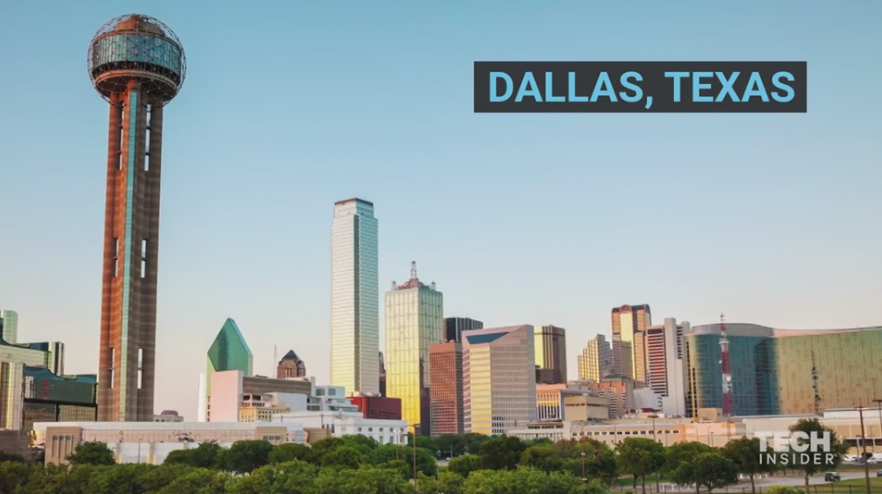 DALLAS, TEXAS
TECH
INSIDER